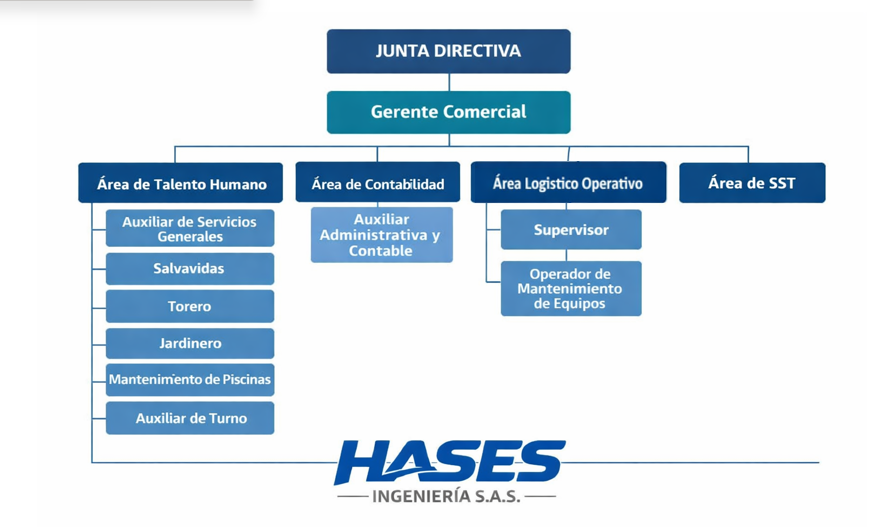 JUNTA DIRECTIVA
Gerente Comercial
Área de Talento Humano
Área de Contabilidad
Área Logistico Operativo
Área de SST
Auxiliar de Servicios
Generales
Salvavidas
Torero
Jardinero
Mantenimiento de Piscinas
Auxiliar de Turno
Auxiliar
Administrativa y
Contable
Supervisor
Operador de
Mantenimiento
de Equipos
HASES
INGENIERÍA S.A.S.